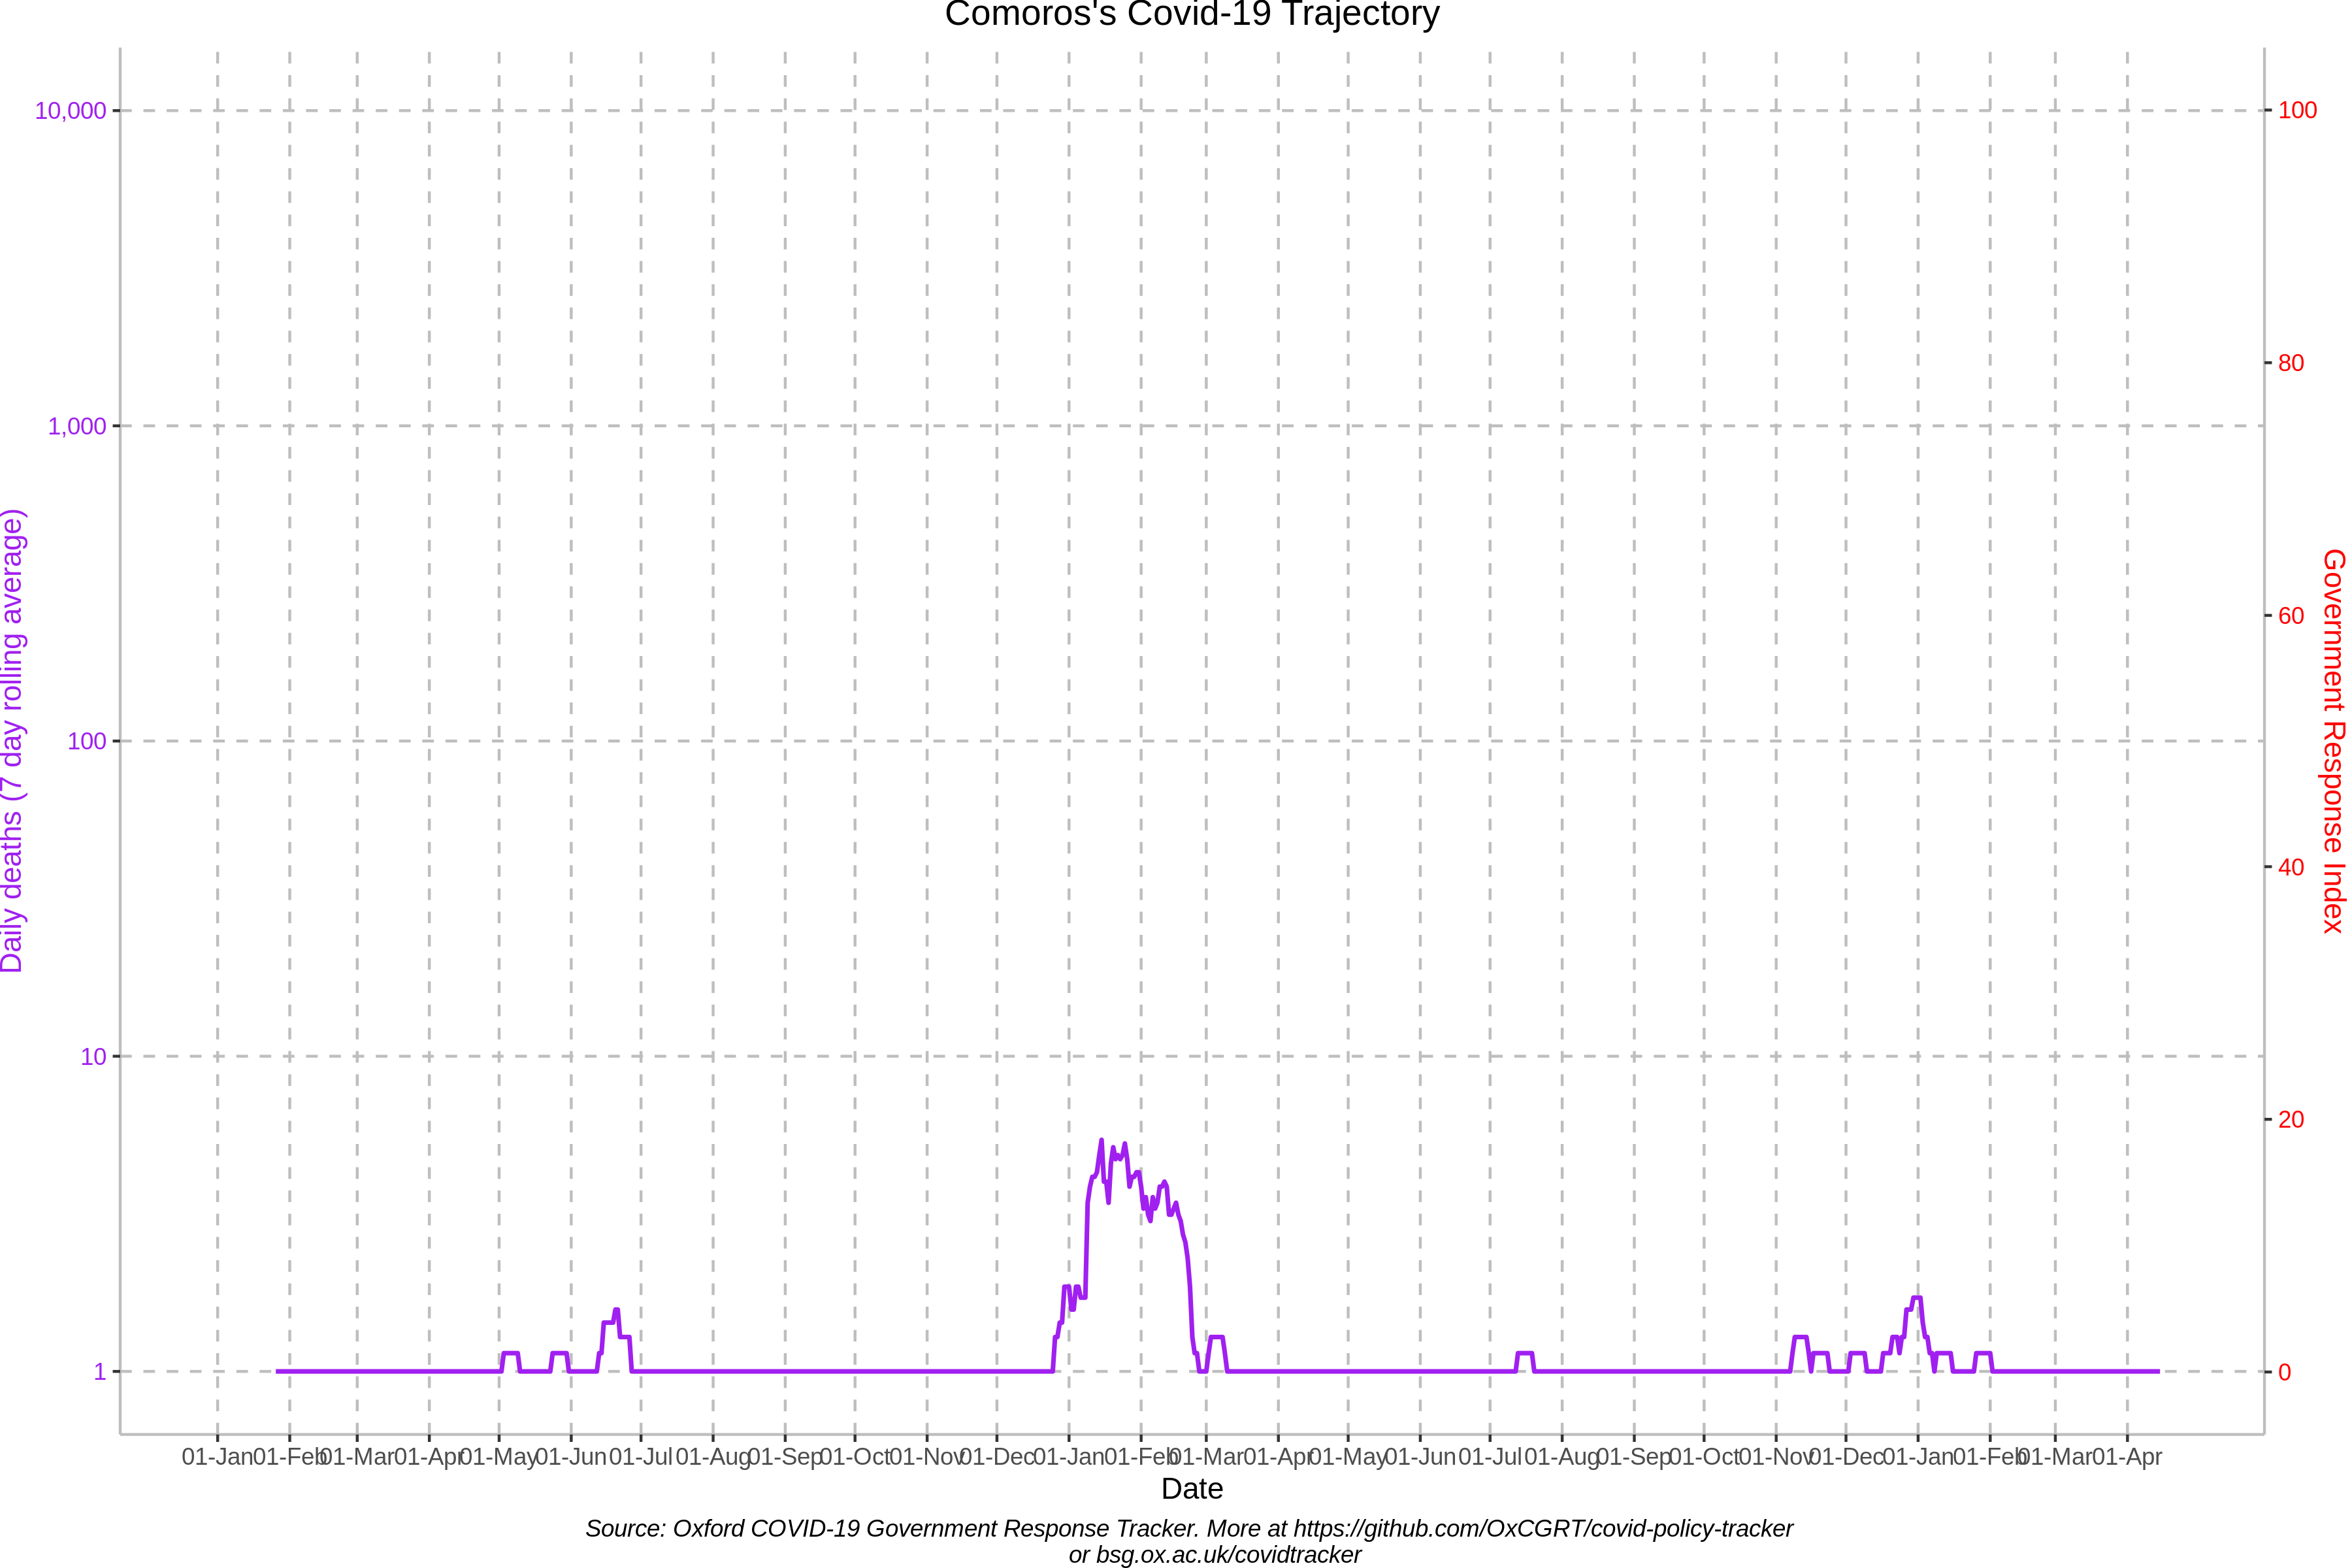 Comoros's Covid-19 Trajectory
10,000
1,000
100
10
1
Daily deaths (7 day rolling average)
100
80
60
40
20
0
Government Response Index
01-Jan 01-Feb 01-Mar 01-Apr 01-May 01-Jun 01-Jul 01-Aug 01-Sep 01-Oct 01-Nov 01-Dec 01-Jan 01-Feb 01-Mar 01-Apr 01-May 01-Jun 01-Jul 01-Aug 01-Sep 01-Oct 01-Nov 01-Dec 01-Jan 01-Feb 01-Mar 01-Apr
Date
Source: Oxford COVID-19 Government Response Tracker. More at https://github.com/OxCGRT/covid-policy-tracker
or bsg.ox.ac.uk/covidtracker